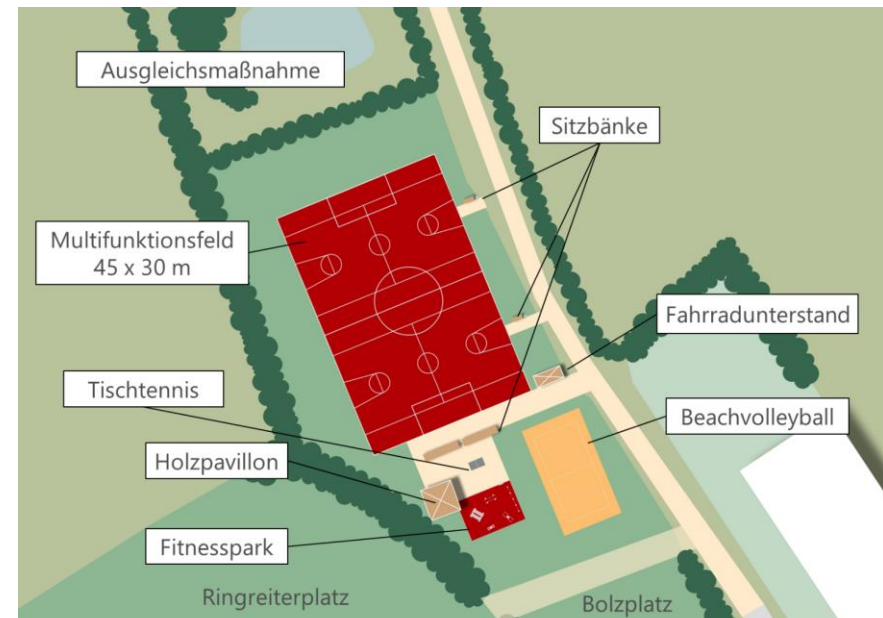 Ausgleichsmaßnahme
Sitzbänke
Multifunktionsfeld
45 x 30 m
Fahrradunterstand
Tischtennis
Beachvolleyball
Holzpavillon
Fitnesspark
Ringreiterplatz
Bolzplatz